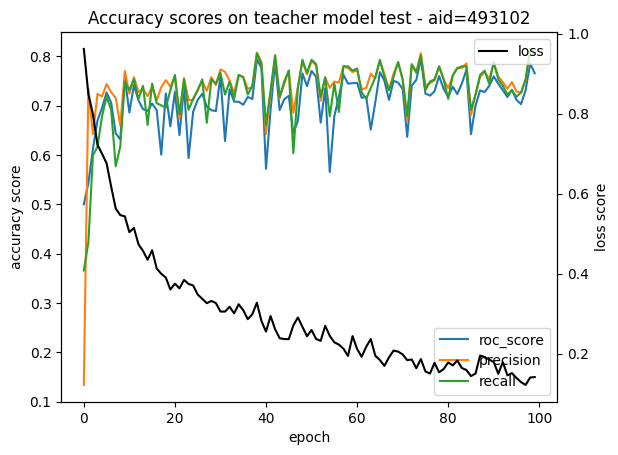 Accuracy scores on teacher model test - aid=493102
loss
accuracy score
0.8
0.7
0.6
0.5
0.4
0.3
0.2
0.1
1.0
0.8
0.6
0.4
0.2
loss score
roc_score
precision
recall
0
20
40
60
80
100
epoch